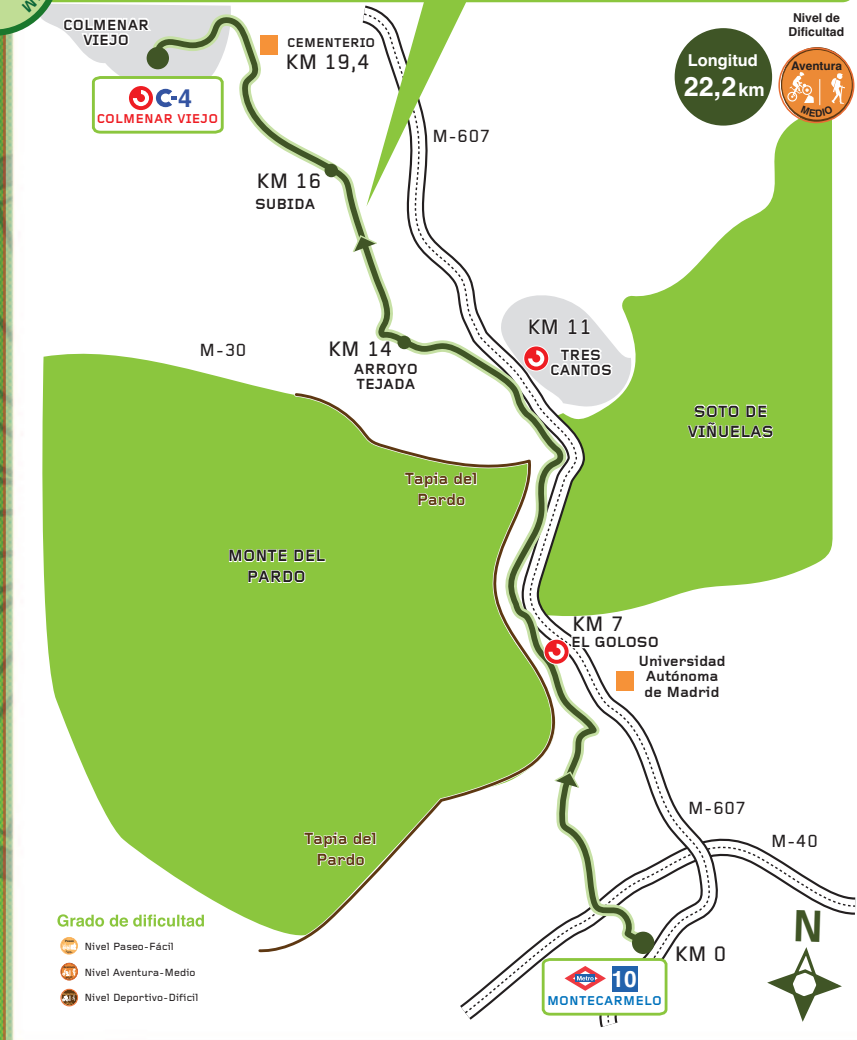 COLMENAR
VIEJO
C-4
COLMENAR VIEJO
CEMENTERIO
KM 19,4
M-607
Longitud
22,2 km
Nivel de
Dificultad
Aventura
MEDIO
KM 16
SUBIDA
KM 11
TRES
CANTOS
M-30
KM 14
ARROYO
TEJADA
SOTO DE
VIÑUELAS
Tapia del
Pardo
MONTE DEL
PARDO
KM 7
EL GOLOSO
Universidad
Autónoma
de Madrid
M-607
M-40
Tapia del
Pardo
Grado de dificultad
Nivel Paseo-Fácil
Nivel Aventura-Medio
Nivel Deportivo-Dificil
KM 0
Metro
10
MONTECARMELO
N